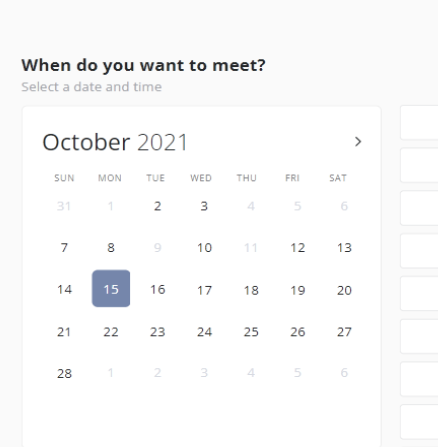 When do you want to meet?
Select a date and time
October 2021
SUN MON TUE WED THU FRI SAT
31 1 2 3 4 5 6
7 8 9 10 11 12 13
14 15 16 17 18 19 20
21 22 23 24 25 26 27
28 1 2 3 4 5 6